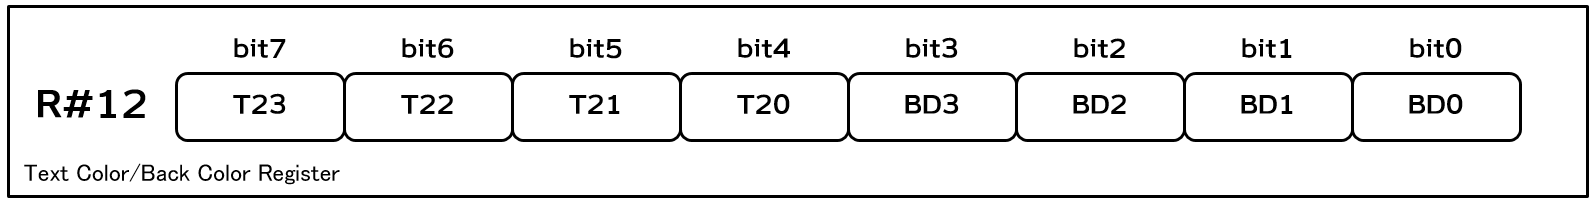 bit7 bit6 bit5 bit4 bit3 bit2 bit1 bit0
R#12 T23 T22 T21 T20 BD3 BD2 BD1 BD0
Text Color/Back Color Register